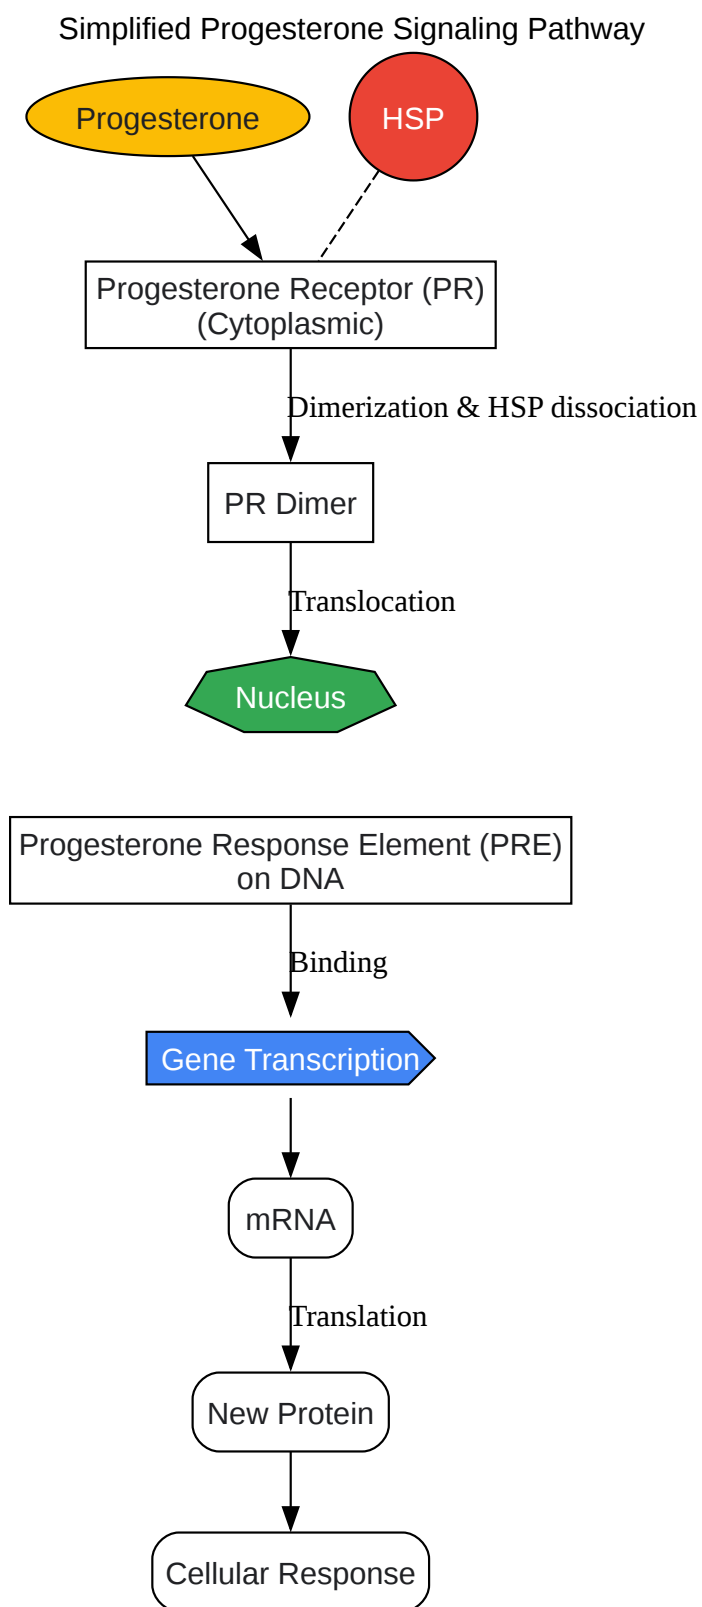 Simplified Progesterone Signaling Pathway
Progesterone
HSP
Progesterone Receptor (PR)
(Cytoplasmic)
Dimerization & HSP dissociation
PR Dimer
Translocation
Nucleus
Progesterone Response Element (PRE)
on DNA
Binding
Gene Transcription
mRNA
Translation
New Protein
Cellular Response